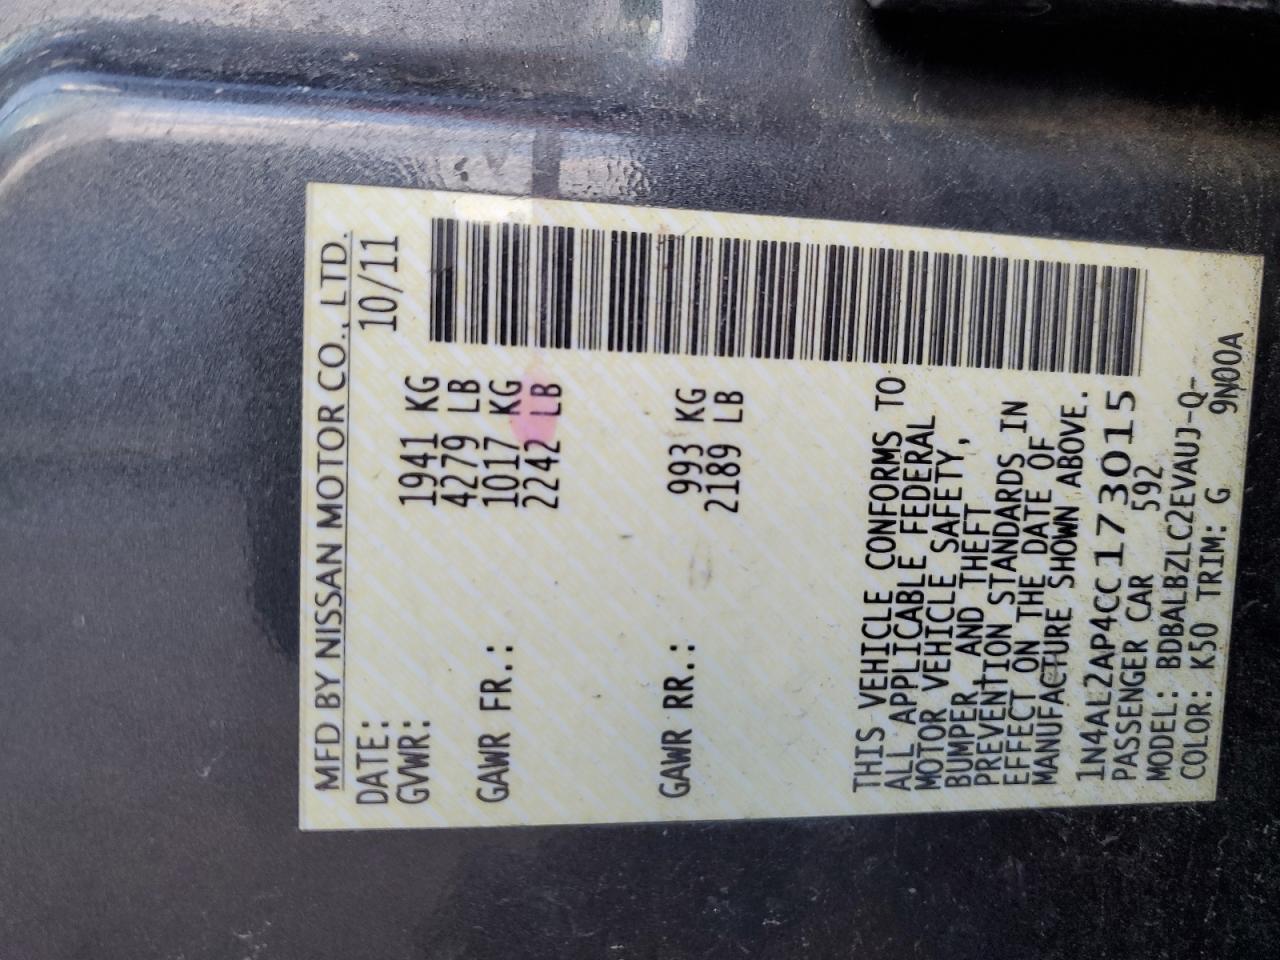 MFD BY NISSAN MOTOR CO., LTD.
DATE: 10/11
GVWR: 1941 KG
4279 LB
GAWR FR.: 1017 KG
2242 LB
GAWR RR.: 993 KG
2189 LB
THIS VEHICLE CONFORMS TO
ALL APPLICABLE FEDERAL
MOTOR VEHICLE SAFETY,
BUMPER, AND THEFT
PREVENTION STANDARDS IN
EFFECT ON THE DATE OF
MANUFACTURE SHOWN ABOVE.
1N4AL2AP4CC173015
PASSENGER CAR 592
MODEL: BDBALBZLC2EVAUJ-Q-
COLOR: K50 TRIM: G 9N00A